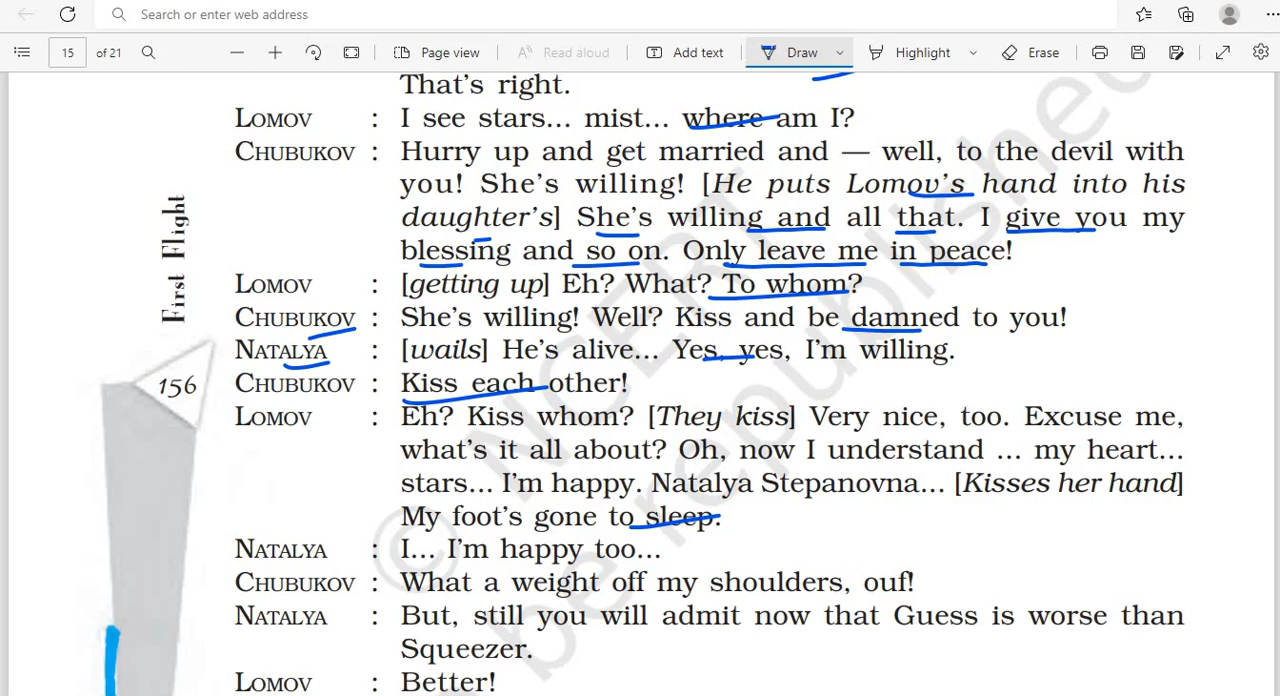 Search or enter web address
15 of 21 Page view Read aloud Add text Draw Highlight Erase
That's right.
LOMOV : I see stars... mist... where am I?
CHUBUKOV : Hurry up and get married and — well, to the devil with
you! She's willing! [He puts Lomov's hand into his
daughter's] She's willing and all that. I give you my
blessing and so on. Only leave me in peace!
LOMOV : [getting up] Eh? What? To whom?
CHUBUKOV : She's willing! Well? Kiss and be damned to you!
NATALYA : [wails] He's alive... Yes, yes, I'm willing.
CHUBUKOV : Kiss each other!
LOMOV : Eh? Kiss whom? [They kiss] Very nice, too. Excuse me,
what's it all about? Oh, now I understand ... my heart...
stars... I'm happy. Natalya Stepanovna... [Kisses her hand]
My foot's gone to sleep.
NATALYA : I... I'm happy too...
CHUBUKOV : What a weight off my shoulders, ouf!
NATALYA : But, still you will admit now that Guess is worse than
Squeezer.
LOMOV : Better!
First Flight
156
© NCERT
be republished